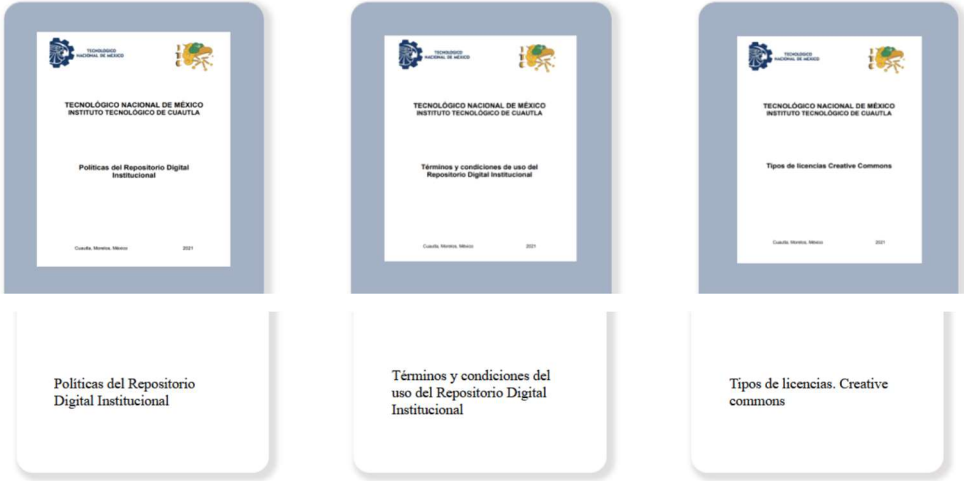 TECNOLÓGICO
NACIONAL DE MÉXICO
ITC
TECNOLÓGICO NACIONAL DE MÉXICO
INSTITUTO TECNOLÓGICO DE CUAUTLA
Políticas del Repositorio Digital
Institucional
Cuautla, Morelos, México 2021
TECNOLÓGICO
NACIONAL DE MÉXICO
ITC
TECNOLÓGICO NACIONAL DE MÉXICO
INSTITUTO TECNOLÓGICO DE CUAUTLA
Términos y condiciones de uso del
Repositorio Digital Institucional
Cuautla, Morelos, México 2021
TECNOLÓGICO
NACIONAL DE MÉXICO
ITC
TECNOLÓGICO NACIONAL DE MÉXICO
INSTITUTO TECNOLÓGICO DE CUAUTLA
Tipos de licencias Creative Commons
Cuautla, Morelos, México 2021
Políticas del Repositorio
Digital Institucional
Términos y condiciones del
uso del Repositorio Digital
Institucional
Tipos de licencias. Creative
commons